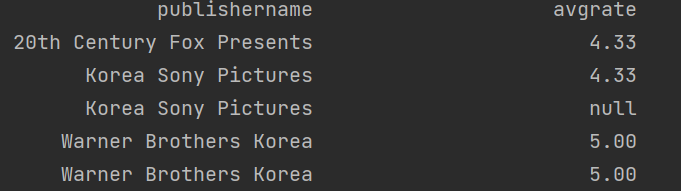 publishername avgrate
20th Century Fox Presents 4.33
Korea Sony Pictures 4.33
Korea Sony Pictures null
Warner Brothers Korea 5.00
Warner Brothers Korea 5.00